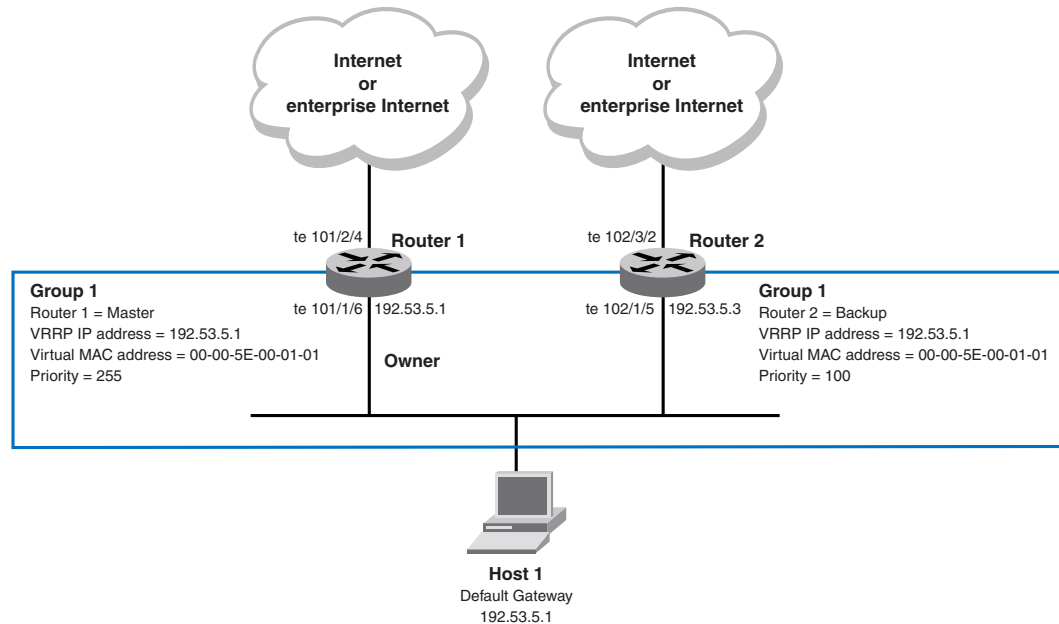 Internet
or
enterprise Internet
Internet
or
enterprise Internet
te 101/2/4
Router 1
te 102/3/2
Router 2
Group 1
Router 1 = Master
VRRP IP address = 192.53.5.1
Virtual MAC address = 00-00-5E-00-01-01
Priority = 255
te 101/1/6
192.53.5.1
Owner
te 102/1/5
192.53.5.3
Group 1
Router 2 = Backup
VRRP IP address = 192.53.5.1
Virtual MAC address = 00-00-5E-00-01-01
Priority = 100
Host 1
Default Gateway
192.53.5.1